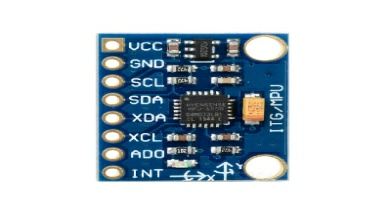 VCC
GND
SCL
SDA
XDA
XCL
ADO
INT
ITG/MPU
X
Y